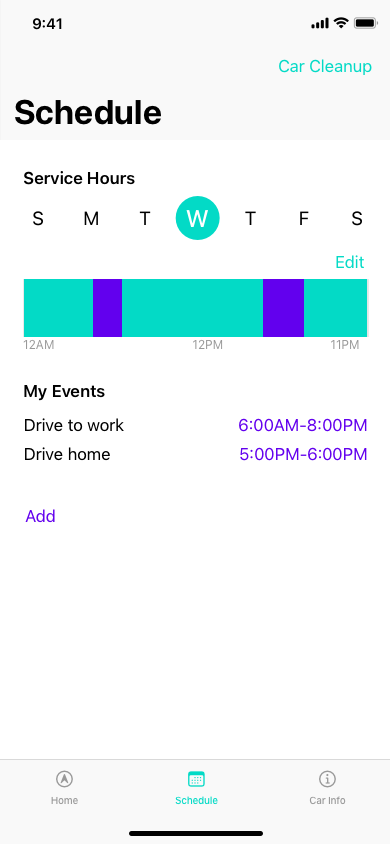 9:41
Car Cleanup
Schedule
Service Hours
S M T W T F S
Edit
12AM 12PM 11PM
My Events
Drive to work 6:00AM-8:00PM
Drive home 5:00PM-6:00PM
Add
Home Schedule Car Info